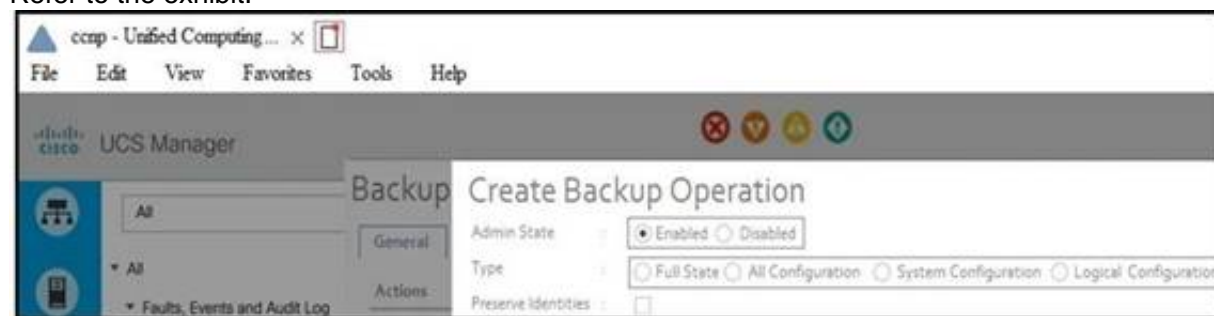 Refer to the exhibit.
ccnp - Unified Computing... ×
File Edit View Favorites Tools Help
cisco UCS Manager
Backup
Create Backup Operation
All
General
Admin State : Enabled Disabled
Type : Full State All Configuration System Configuration Logical Configuration
Actions
Preserve Identities :
All
Faults, Events and Audit Log